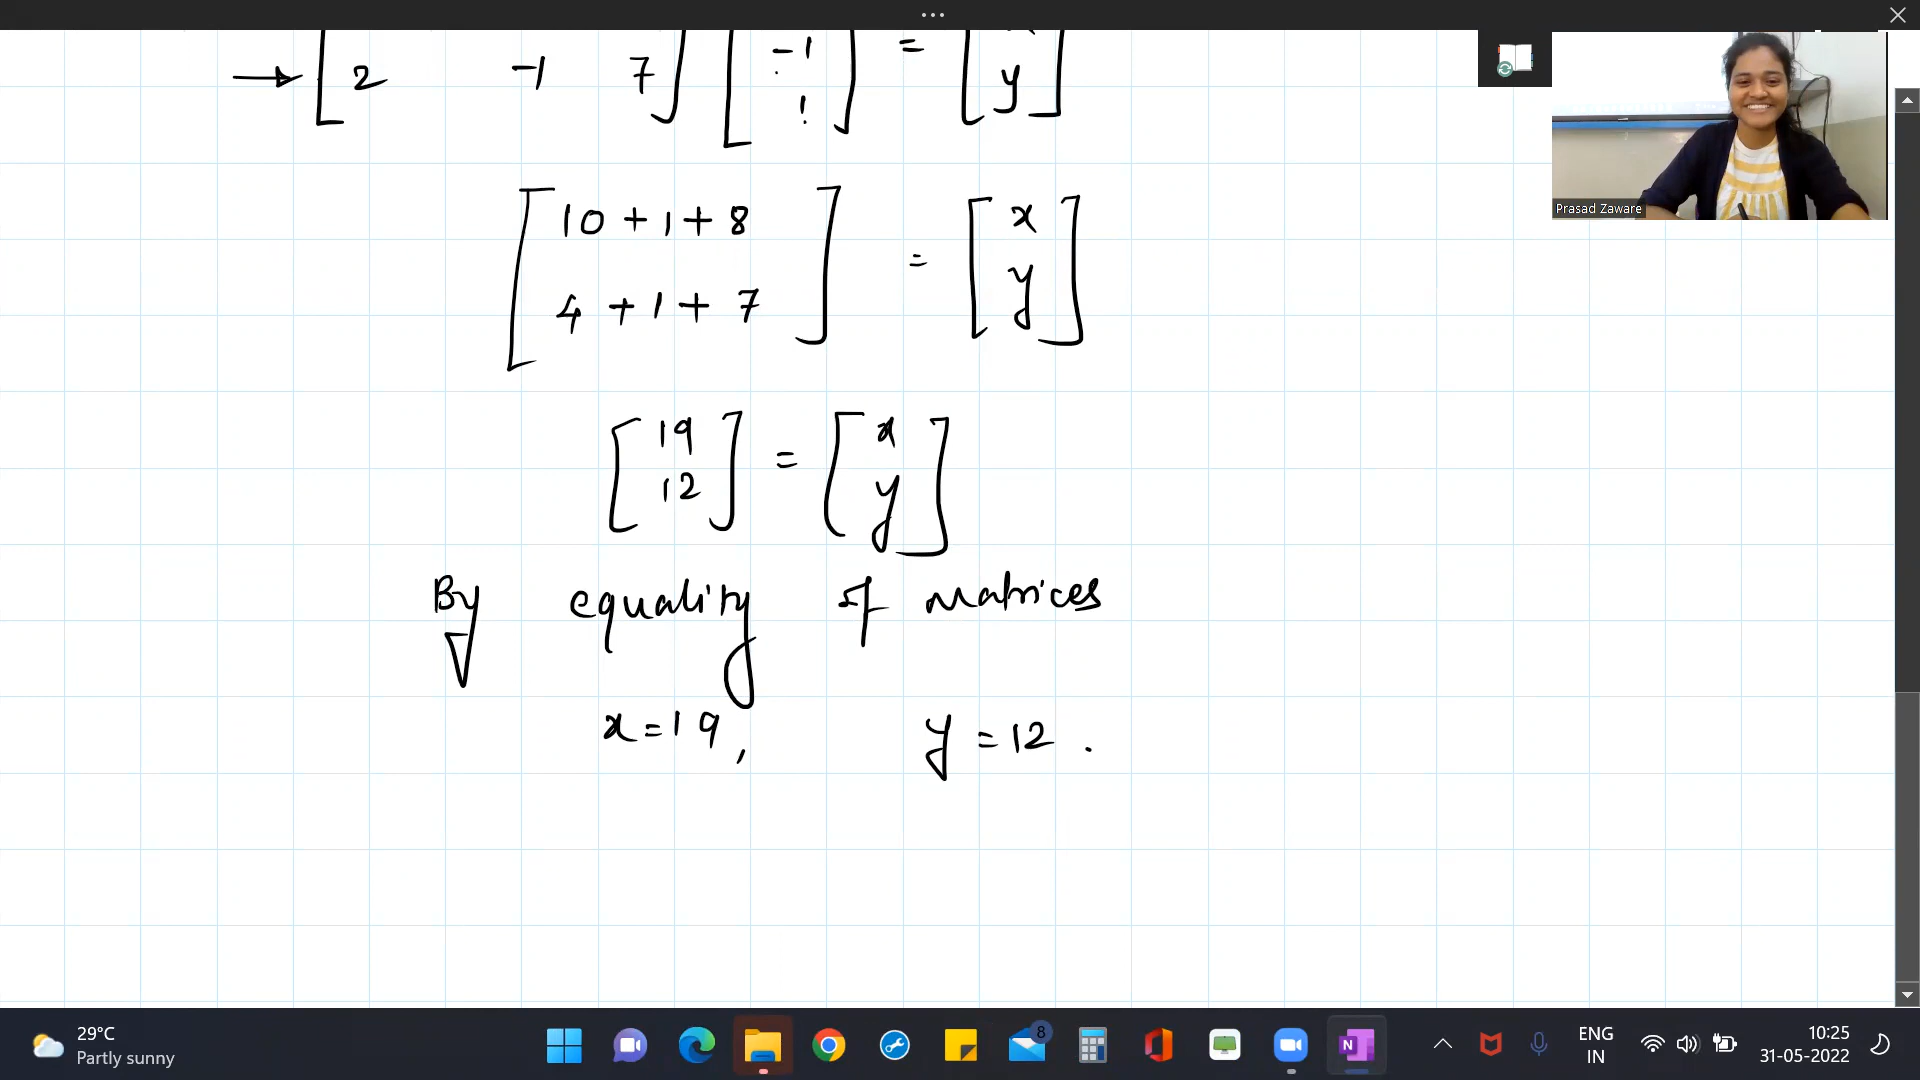 → [ 2 -1 7 ] [ -1 1 ] = [ y ]
Prasad Zaware
[ 10 + 1 + 8 ] = [ x ]
[ 4 + 1 + 7 ] [ y ]
[ 19 ] = [ x ]
[ 12 ] [ y ]
By equality of matrices
x = 19 , y = 12 .
29°C
Partly sunny
8
N
ENG
IN
10:25
31-05-2022